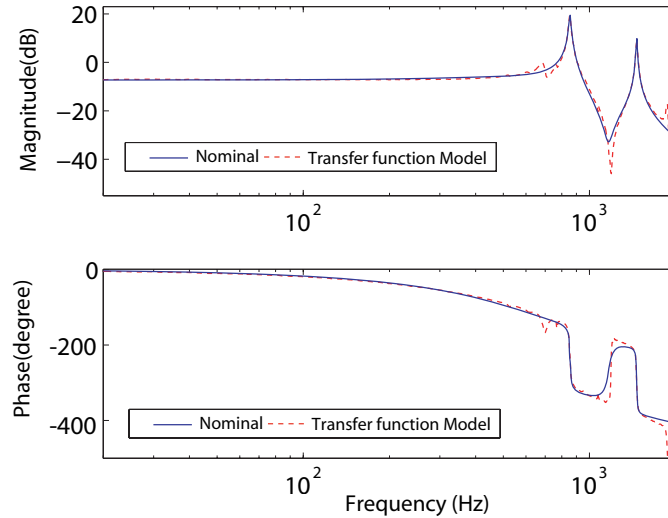 20
0
−20
−40
Magnitude(dB)
Nominal Transfer function Model
10²
10³
0
-200
-400
Phase(degree)
Nominal Transfer function Model
10²
10³
Frequency (Hz)